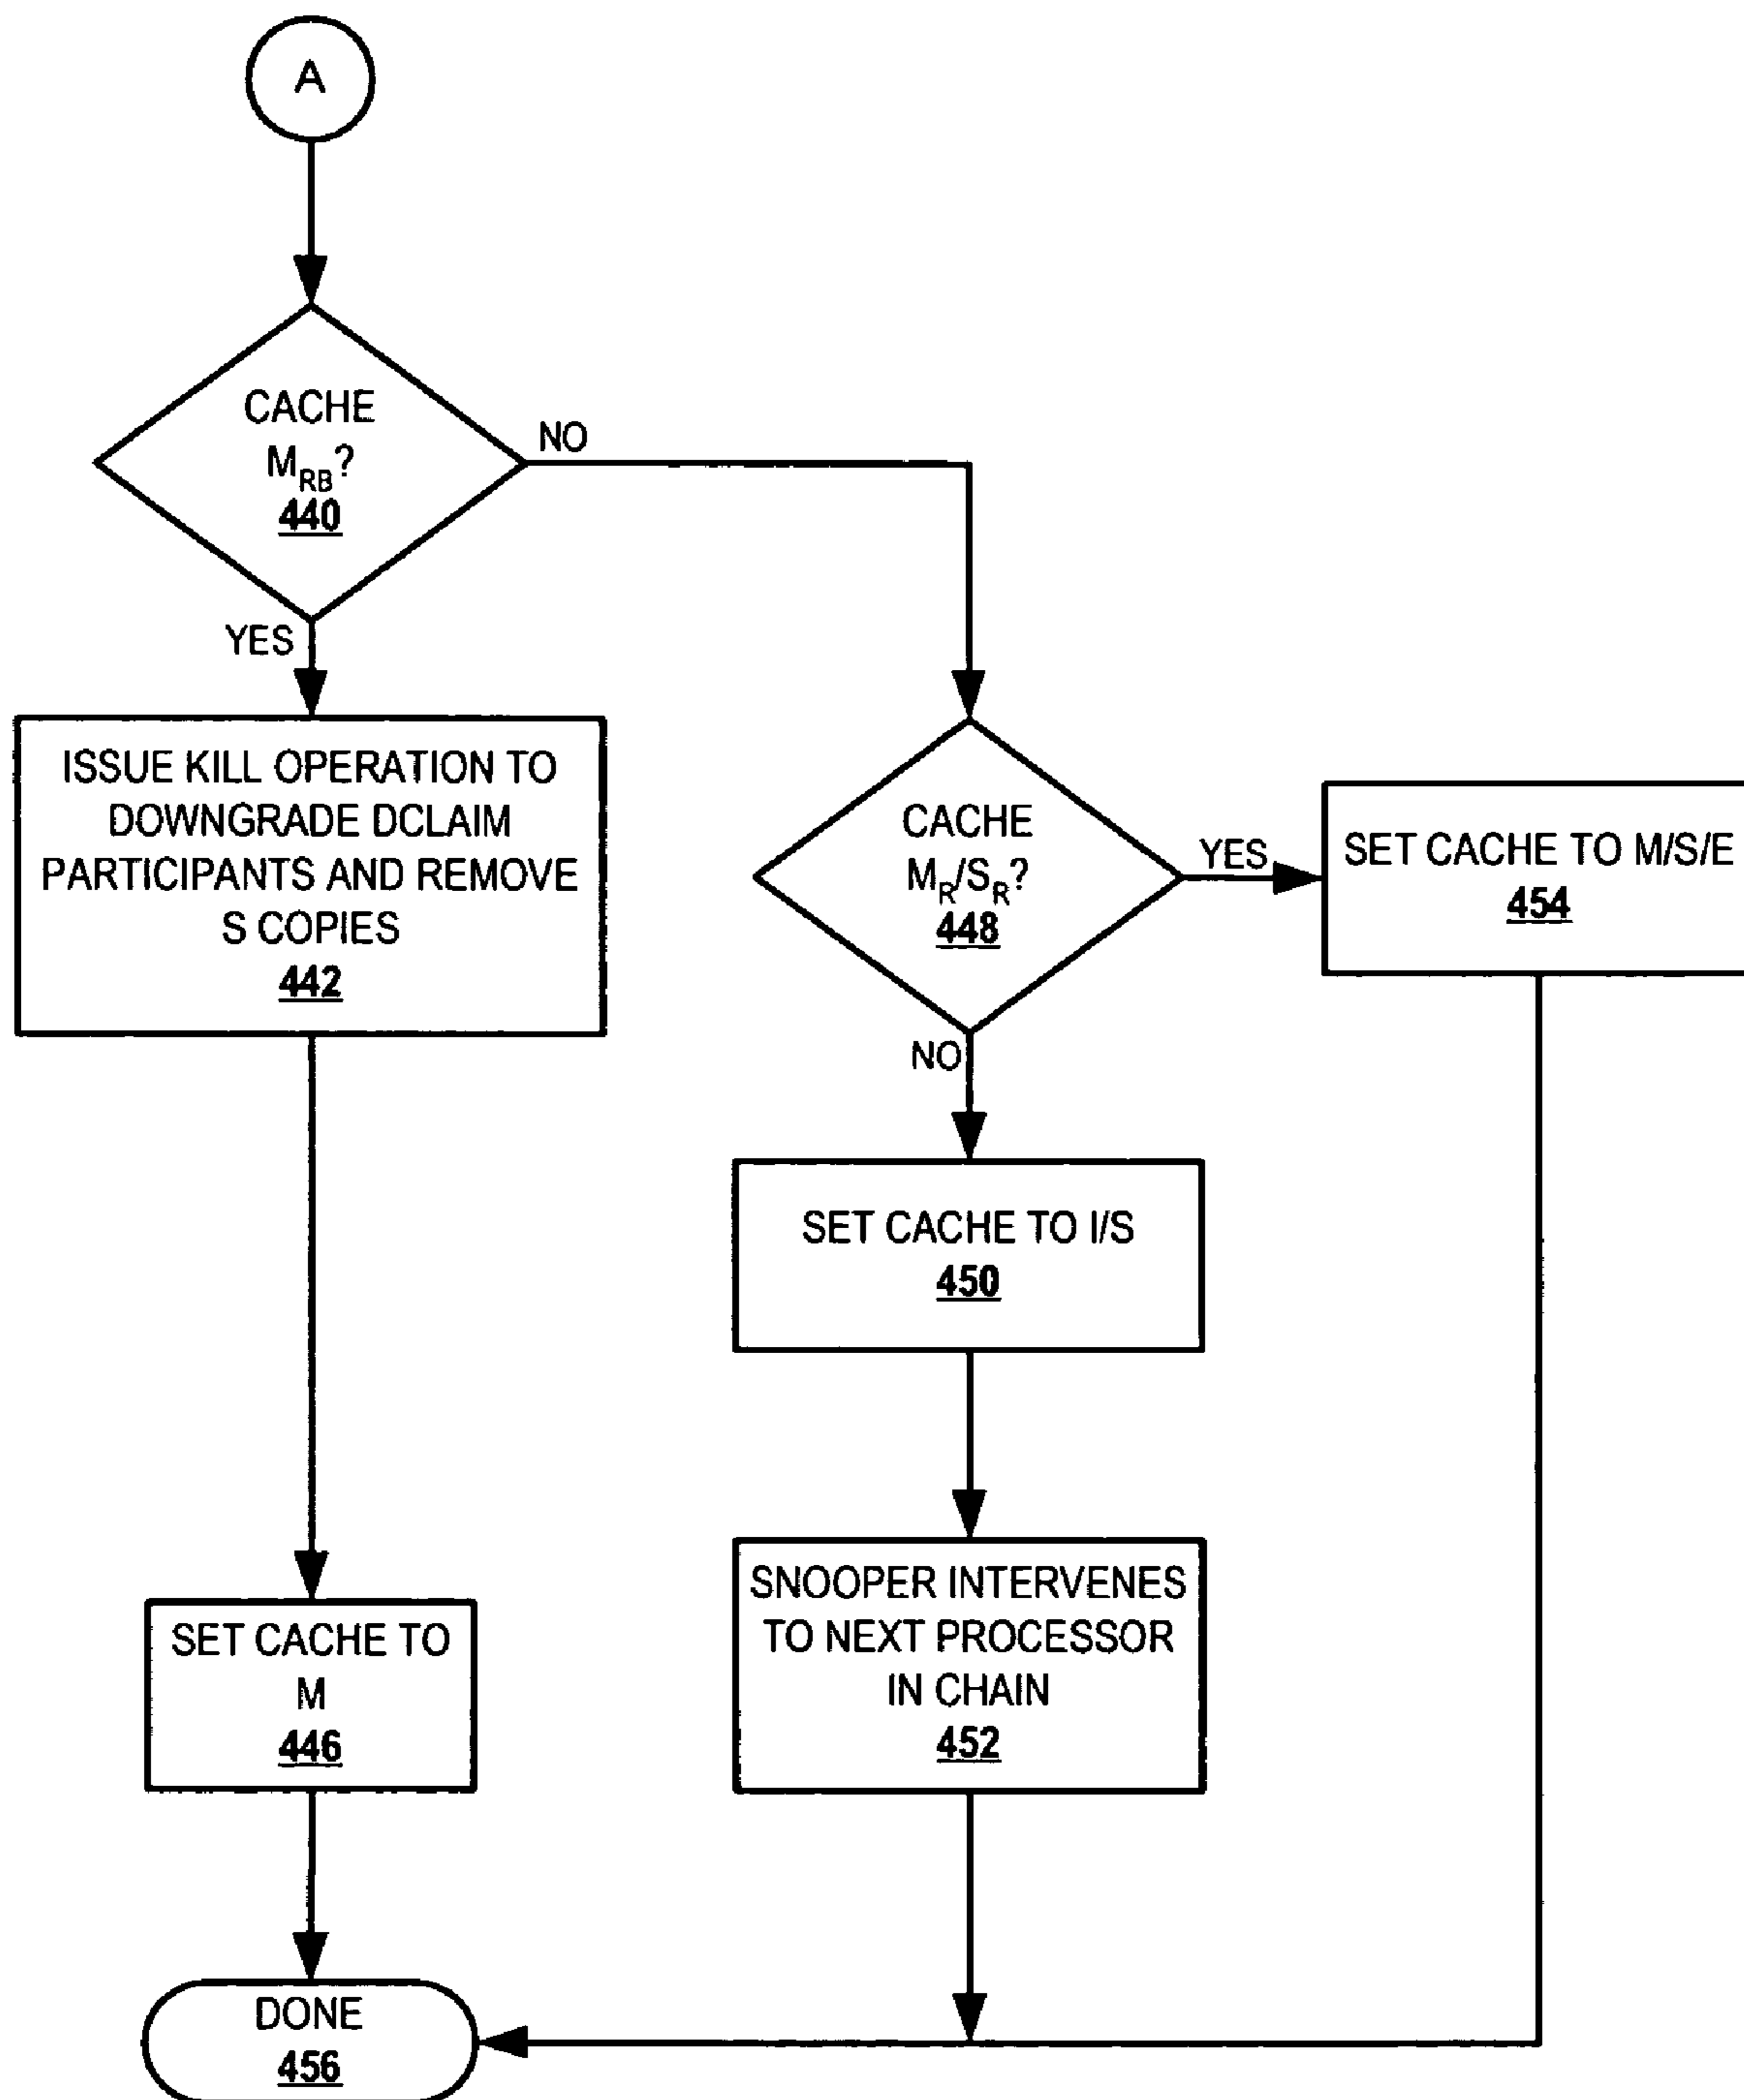 A
CACHE
M_RB?
440
NO
YES
ISSUE KILL OPERATION TO
DOWNGRADE DCLAIM
PARTICIPANTS AND REMOVE
S COPIES
442
CACHE
M_R/S_R?
448
YES
SET CACHE TO M/S/E
454
NO
SET CACHE TO I/S
450
SNOOPER INTERVENES
TO NEXT PROCESSOR
IN CHAIN
452
SET CACHE TO
M
446
DONE
456